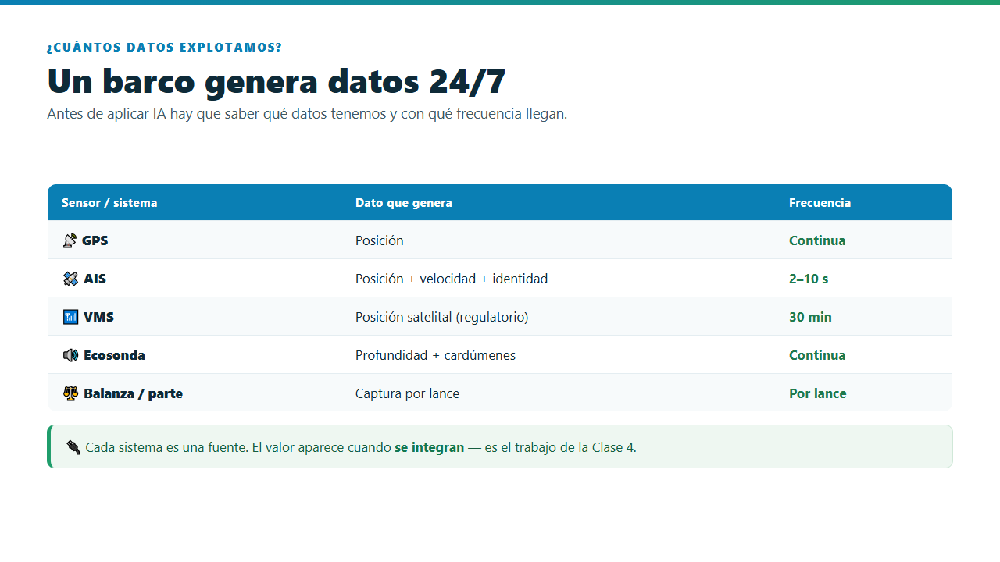 ¿CUÁNTOS DATOS EXPLOTAMOS?
Un barco genera datos 24/7
Antes de aplicar IA hay que saber qué datos tenemos y con qué frecuencia llegan.
Sensor / sistema Dato que genera Frecuencia
GPS Posición Continua
AIS Posición + velocidad + identidad 2–10 s
VMS Posición satelital (regulatorio) 30 min
Ecosonda Profundidad + cardúmenes Continua
Balanza / parte Captura por lance Por lance
Cada sistema es una fuente. El valor aparece cuando se integran — es el trabajo de la Clase 4.